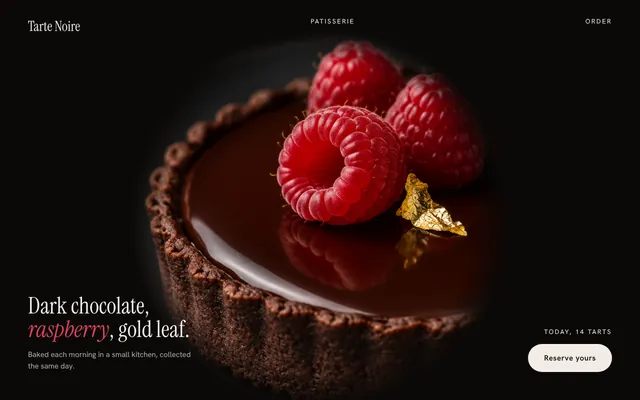 Tarte Noire
PATISSERIE
ORDER
Dark chocolate,
raspberry, gold leaf.
Baked each morning in a small kitchen, collected
the same day.
TODAY, 14 TARTS
Reserve yours